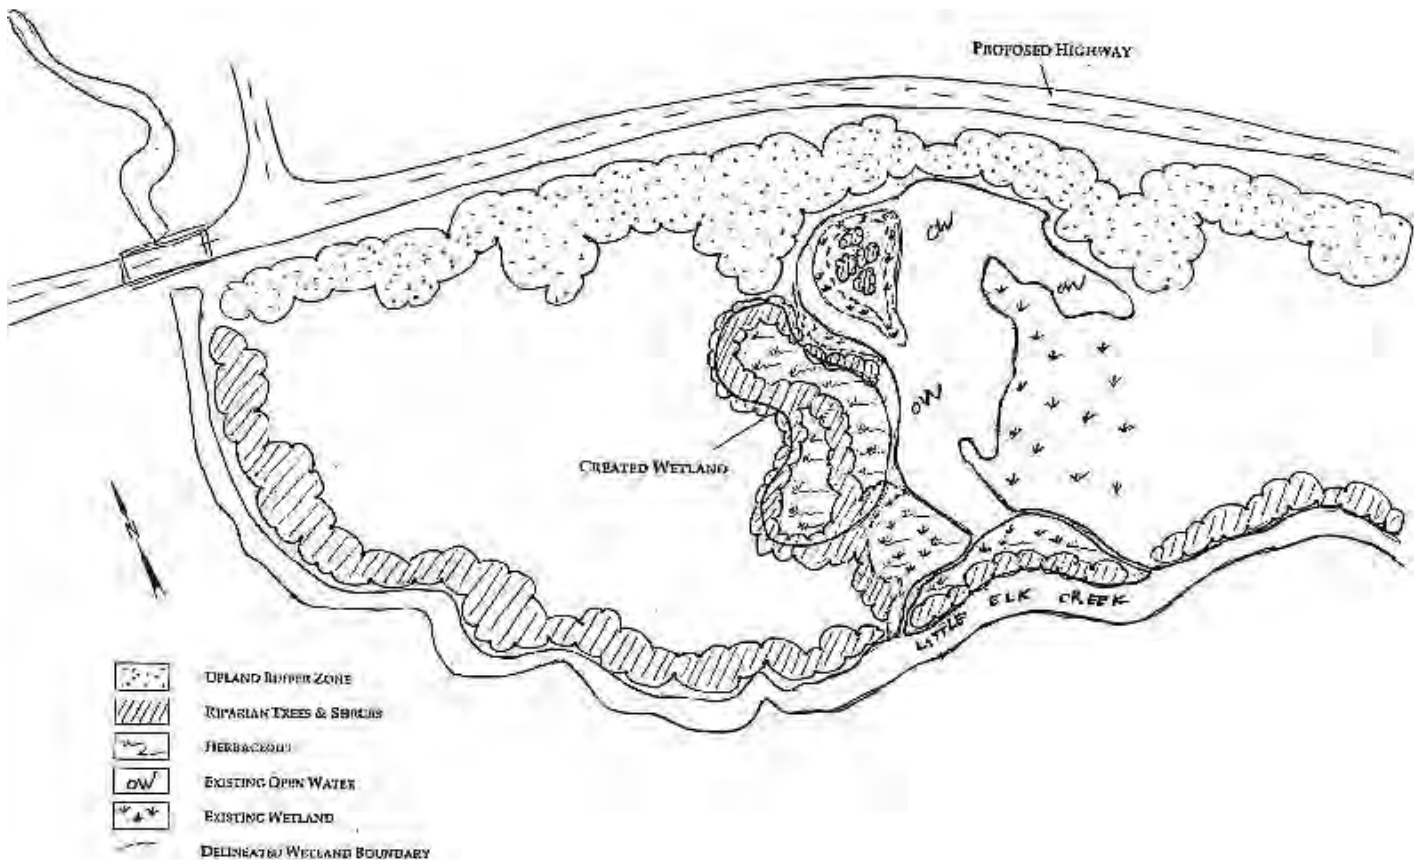 PROPOSED HIGHWAY
OW
OW
OW
CREATED WETLAND
LITTLE ELK CREEK
N
UPLAND BUFFER ZONE
RIPARIAN TREES & SHRUBS
HERBACEOUS
OW EXISTING OPEN WATER
EXISTING WETLAND
DELINEATED WETLAND BOUNDARY